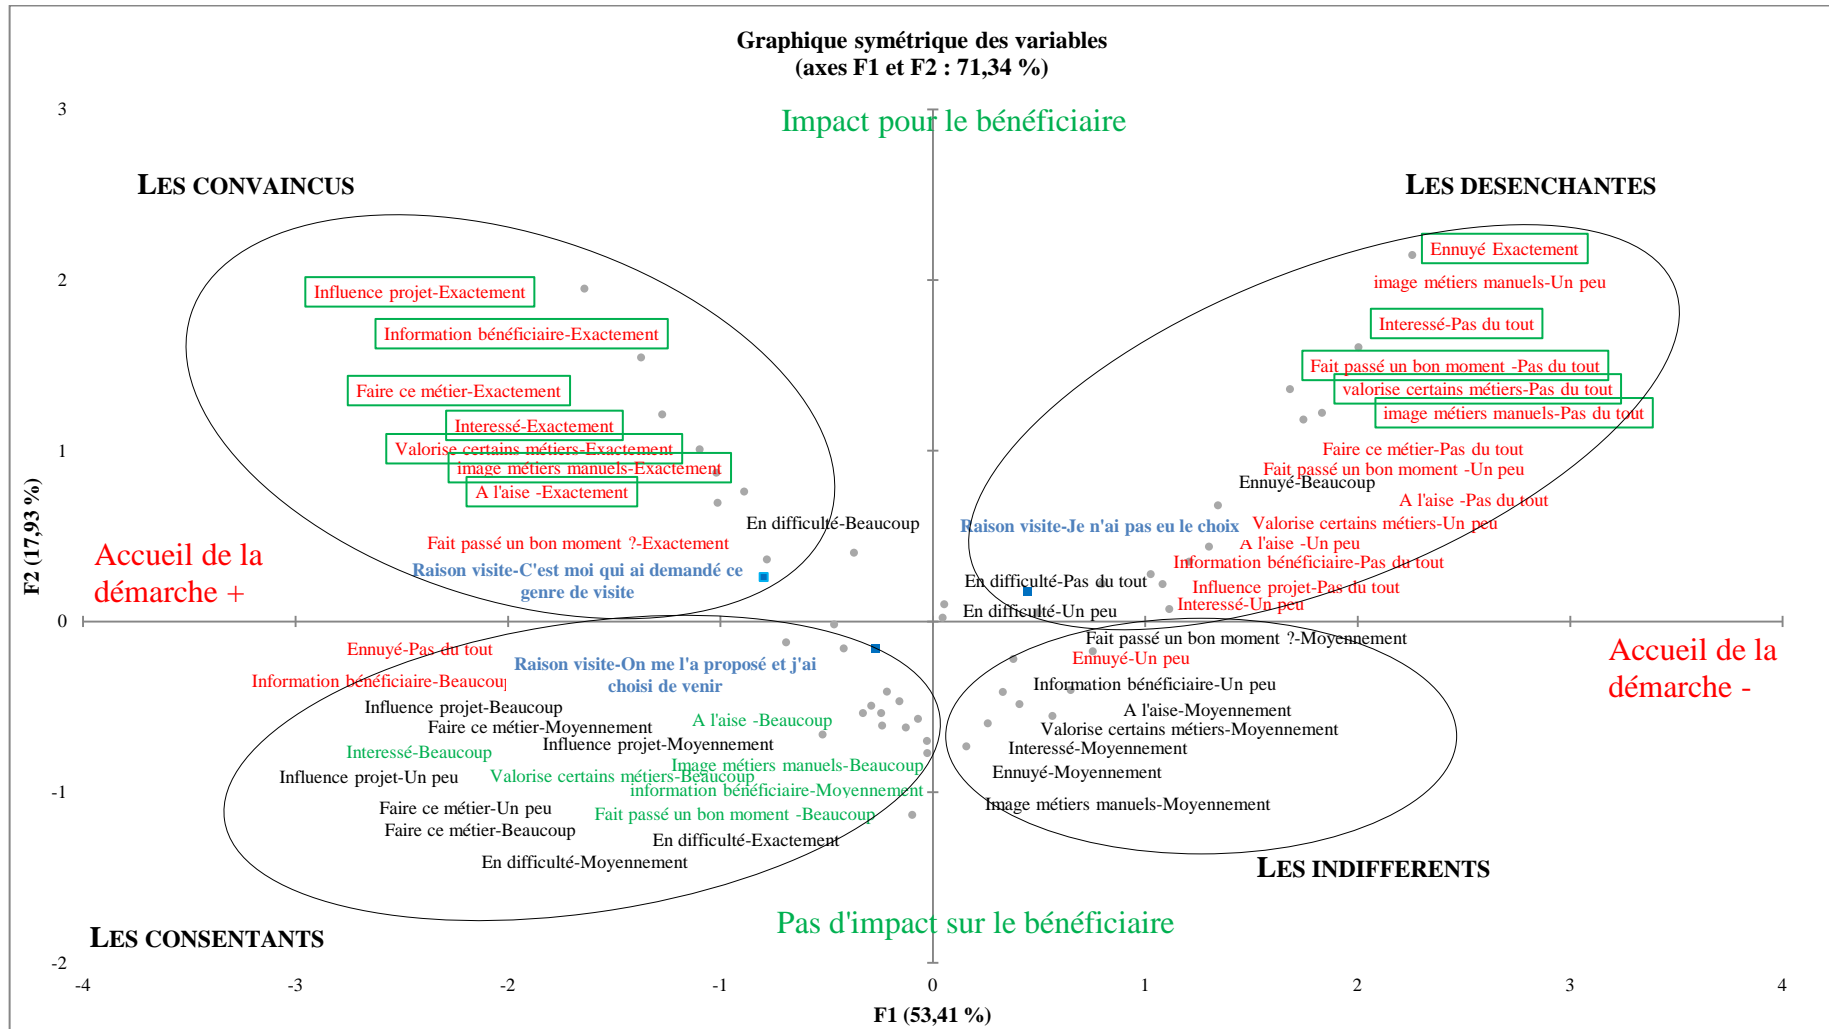 Graphique symétrique des variables
(axes F1 et F2 : 71,34 %)
3
Impact pour le bénéficiaire
LES CONVAINCUS
LES DESENCHANTES
Ennuyé Exactement
2
image métiers manuels-Un peu
Influence projet-Exactement
Interessé-Pas du tout
Information bénéficiaire-Exactement
Fait passé un bon moment -Pas du tout
Faire ce métier-Exactement
valorise certains métiers-Pas du tout
image métiers manuels-Pas du tout
Interessé-Exactement
1
Valorise certains métiers-Exactement
Faire ce métier-Pas du tout
image métiers manuels-Exactement
Fait passé un bon moment -Un peu
Ennuyé-Beaucoup
A l'aise -Exactement
A l'aise -Pas du tout
En difficulté-Beaucoup
Raison visite-Je n'ai pas eu le choix
Valorise certains métiers-Un peu
Fait passé un bon moment ?-Exactement
A l'aise -Un peu
Accueil de la
démarche +
Raison visite-C'est moi qui ai demandé ce
genre de visite
Information bénéficiaire-Pas du tout
En difficulté-Pas du tout
Influence projet-Pas du tout
En difficulté-Un peu
Interessé-Un peu
F2 (17,93 %)
0
Fait passé un bon moment ?-Moyennement
Ennuyé-Pas du tout
Ennuyé-Un peu
Accueil de la
démarche -
Raison visite-On me l'a proposé et j'ai
choisi de venir
Information bénéficiaire-Beaucoup
Information bénéficiaire-Un peu
Influence projet-Beaucoup
A l'aise-Moyennement
A l'aise -Beaucoup
Faire ce métier-Moyennement
Valorise certains métiers-Moyennement
Influence projet-Moyennement
Interessé-Moyennement
Interessé-Beaucoup
Image métiers manuels-Beaucoup
Ennuyé-Moyennement
Influence projet-Un peu
Valorise certains métiers-Beaucoup
-1
information bénéficiaire-Moyennement
Image métiers manuels-Moyennement
Faire ce métier-Un peu
Fait passé un bon moment -Beaucoup
Faire ce métier-Beaucoup
En difficulté-Exactement
En difficulté-Moyennement
LES INDIFFERENTS
Pas d'impact sur le bénéficiaire
LES CONSENTANTS
-2
-4
-3
-2
-1
0
1
2
3
4
F1 (53,41 %)